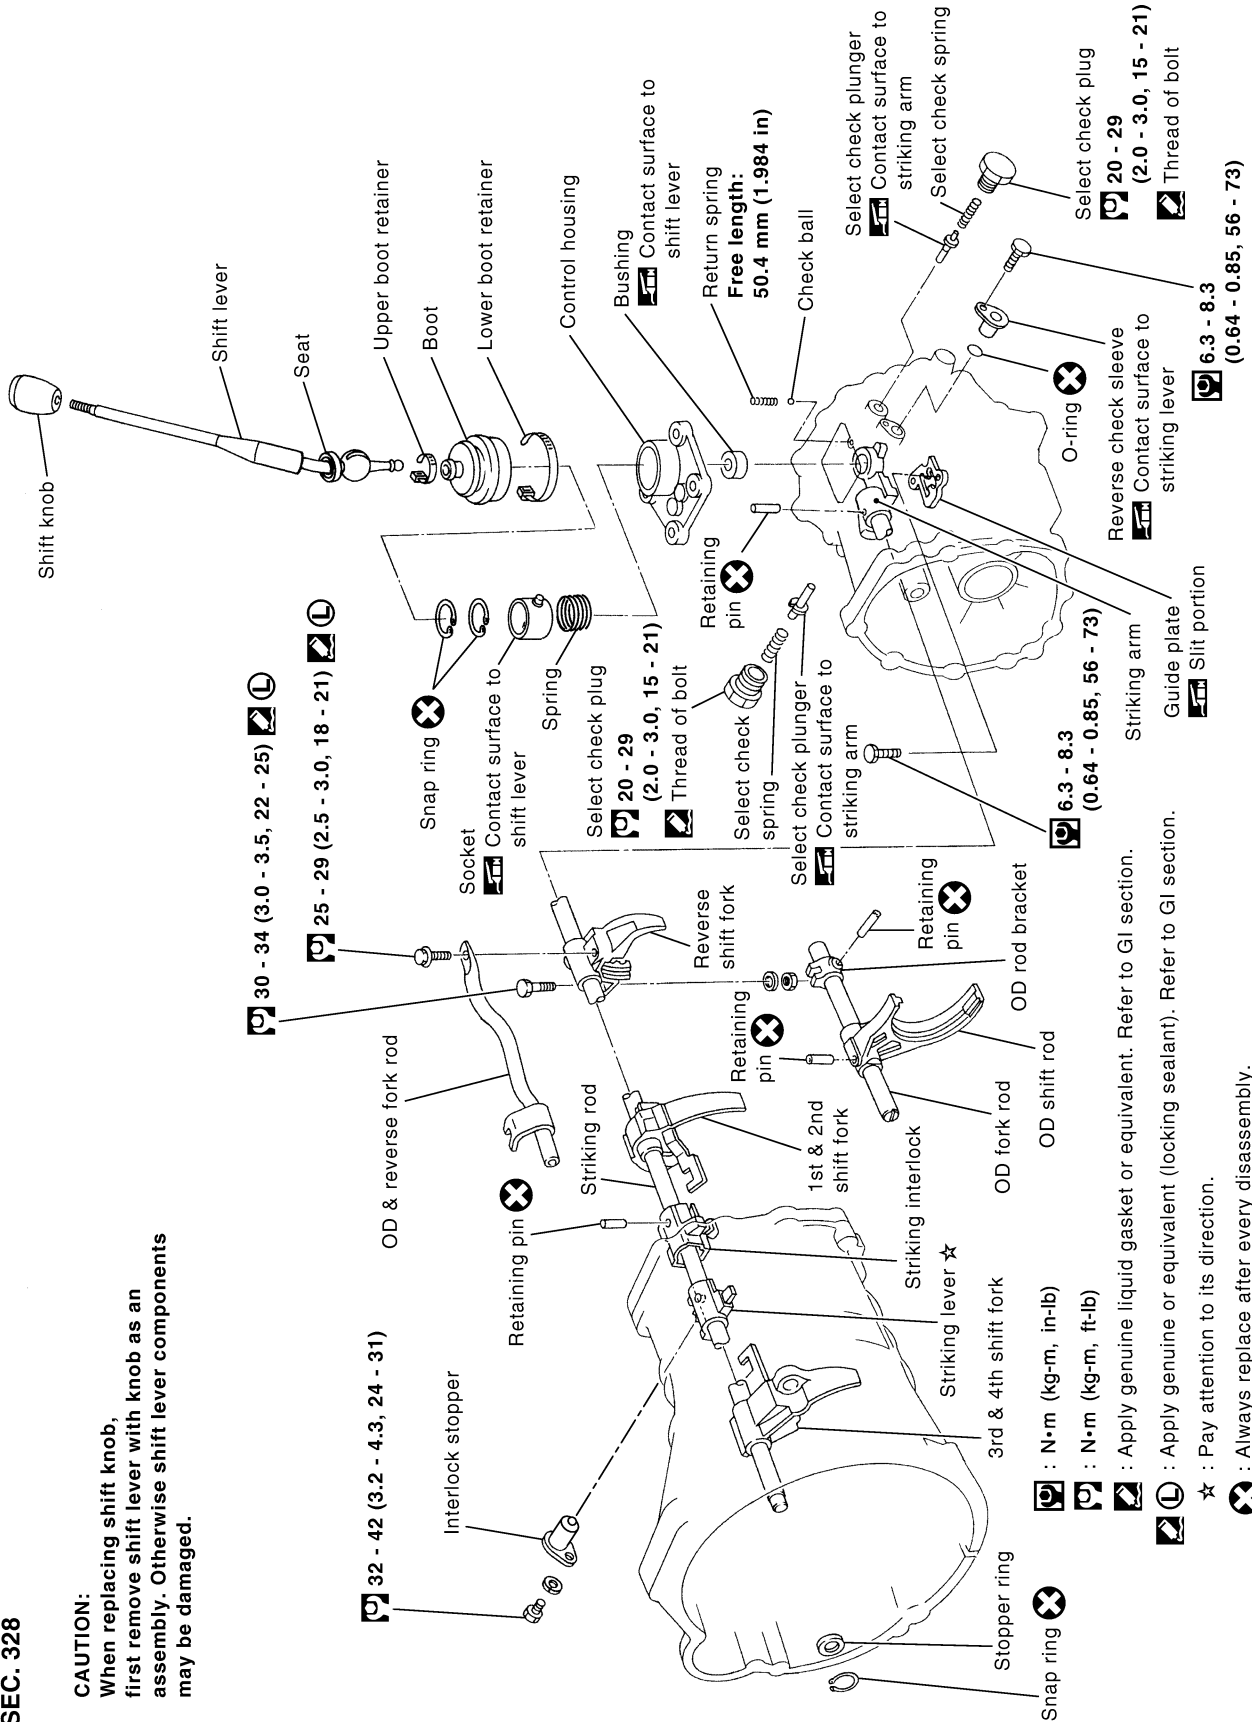 SEC. 328
CAUTION:
When replacing shift knob,
first remove shift lever with knob as an
assembly. Otherwise shift lever components
may be damaged.
Shift knob
Shift lever
Seat
Upper boot retainer
Boot
Lower boot retainer
Control housing
Bushing
Contact surface to
shift lever
Return spring
Free length:
50.4 mm (1.984 in)
Check ball
Select check plunger
Contact surface to
striking arm
Select check spring
Select check plug
20 - 29
(2.0 - 3.0, 15 - 21)
Thread of bolt
6.3 - 8.3
(0.64 - 0.85, 56 - 73)
Reverse check sleeve
Contact surface to
striking lever
O-ring
30 - 34 (3.0 - 3.5, 22 - 25) L
25 - 29 (2.5 - 3.0, 18 - 21) L
Snap ring
Socket
Contact surface to
shift lever
Spring
Select check plug
20 - 29
(2.0 - 3.0, 15 - 21)
Thread of bolt
Retaining
pin
Select check
spring
Select check plunger
Contact surface to
striking arm
6.3 - 8.3
(0.64 - 0.85, 56 - 73)
Striking arm
Guide plate
Slit portion
OD & reverse fork rod
Reverse
shift fork
Retaining
pin
OD rod bracket
Retaining
pin
OD shift rod
OD fork rod
Striking rod
1st & 2nd
shift fork
Retaining pin
Striking interlock
Striking lever ☆
3rd & 4th shift fork
32 - 42 (3.2 - 4.3, 24 - 31)
Interlock stopper
Stopper ring
Snap ring
: N•m (kg-m, in-lb)
: N•m (kg-m, ft-lb)
: Apply genuine liquid gasket or equivalent. Refer to GI section.
L : Apply genuine or equivalent (locking sealant). Refer to GI section.
☆ : Pay attention to its direction.
: Always replace after every disassembly.